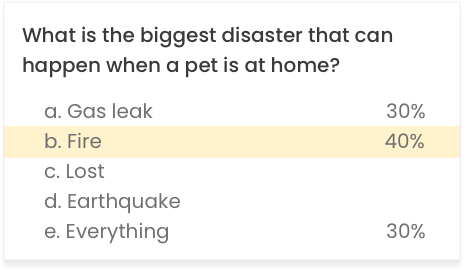 What is the biggest disaster that can
happen when a pet is at home?
a. Gas leak 30%
b. Fire 40%
c. Lost
d. Earthquake
e. Everything 30%